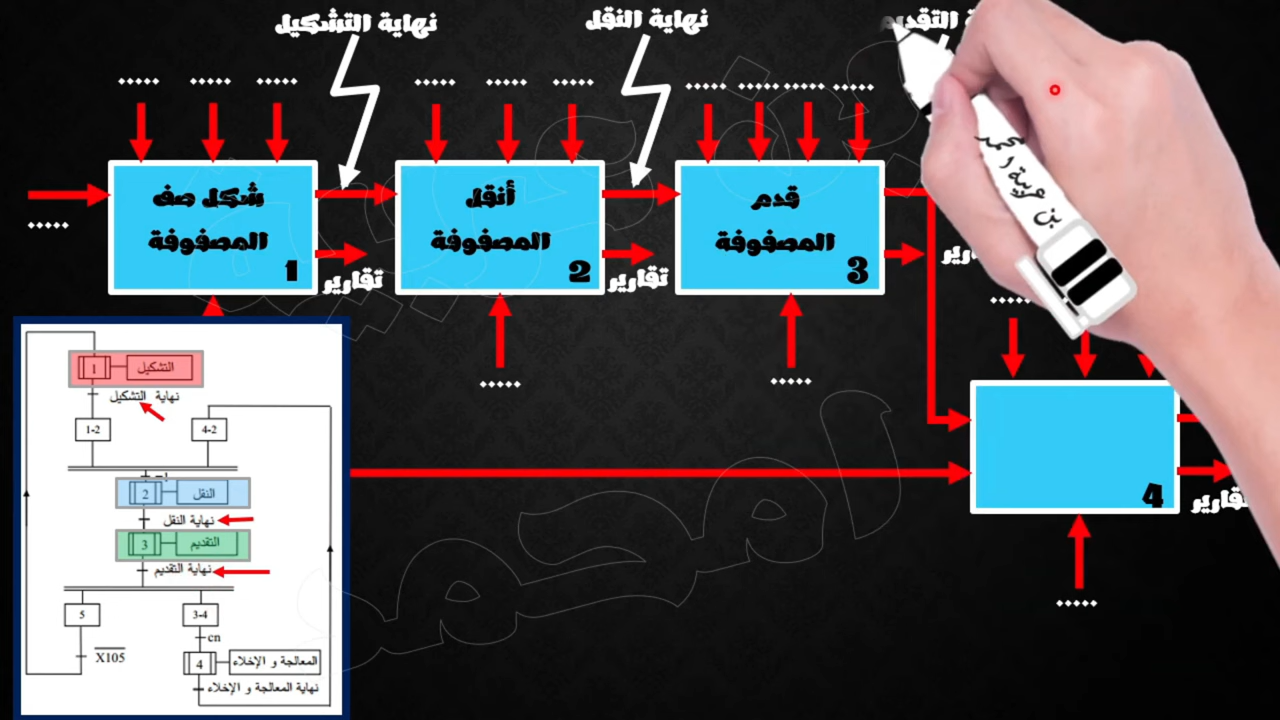 نهاية التشكيل
نهاية النقل
التقديم
شكل صف
المصفوفة
1
أنقل
المصفوفة
2
قدم
المصفوفة
3
تقارير
تقارير
4
تقارير
1
التشكيل
نهاية التشكيل
1-2
4-2
2
النقل
نهاية النقل
3
التقديم
نهاية التقديم
5
3-4
X105
cn
4
المعالجة و الإخلاء
نهاية المعالجة و الإخلاء